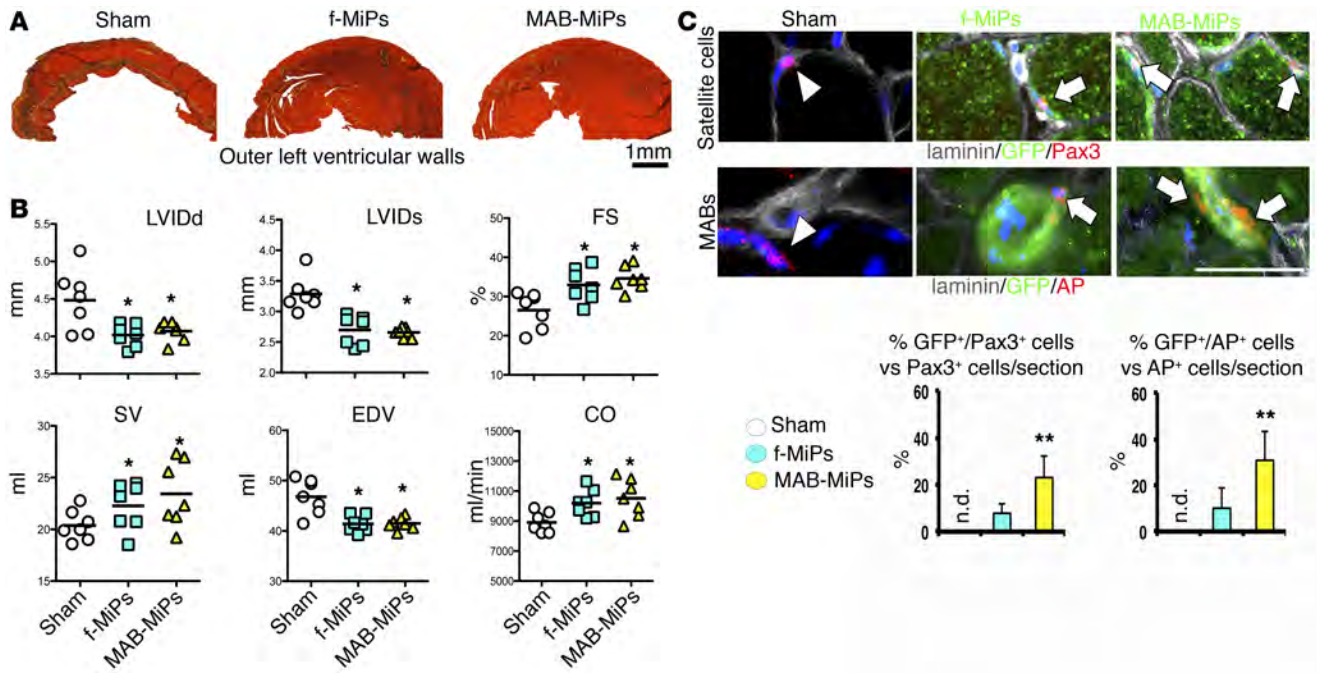 A
Sham
f-MiPs
MAB-MiPs
Outer left ventricular walls
1mm
B
LVIDd
mm
5.5
5.0
4.5
4.0
3.5
LVIDs
mm
4.5
4.0
3.5
3.0
2.5
2.0
FS
%
50
40
30
20
10
* * * * * *
SV
ml
30
25
20
15
EDV
ml
60
50
40
30
CO
ml/min
15000
13000
11000
9000
7000
5000
* * * * * *
Sham
f-MiPs
MAB-MiPs
Sham
f-MiPs
MAB-MiPs
Sham
f-MiPs
MAB-MiPs
C
Sham
f-MiPs
MAB-MiPs
Satellite cells
laminin/GFP/Pax3
MABs
laminin/GFP/AP
Sham
f-MiPs
MAB-MiPs
% GFP⁺/Pax3⁺ cells
vs Pax3⁺ cells/section
%
60
40
20
0
n.d.
**
% GFP⁺/AP⁺ cells
vs AP⁺ cells/section
%
60
40
20
0
n.d.
**